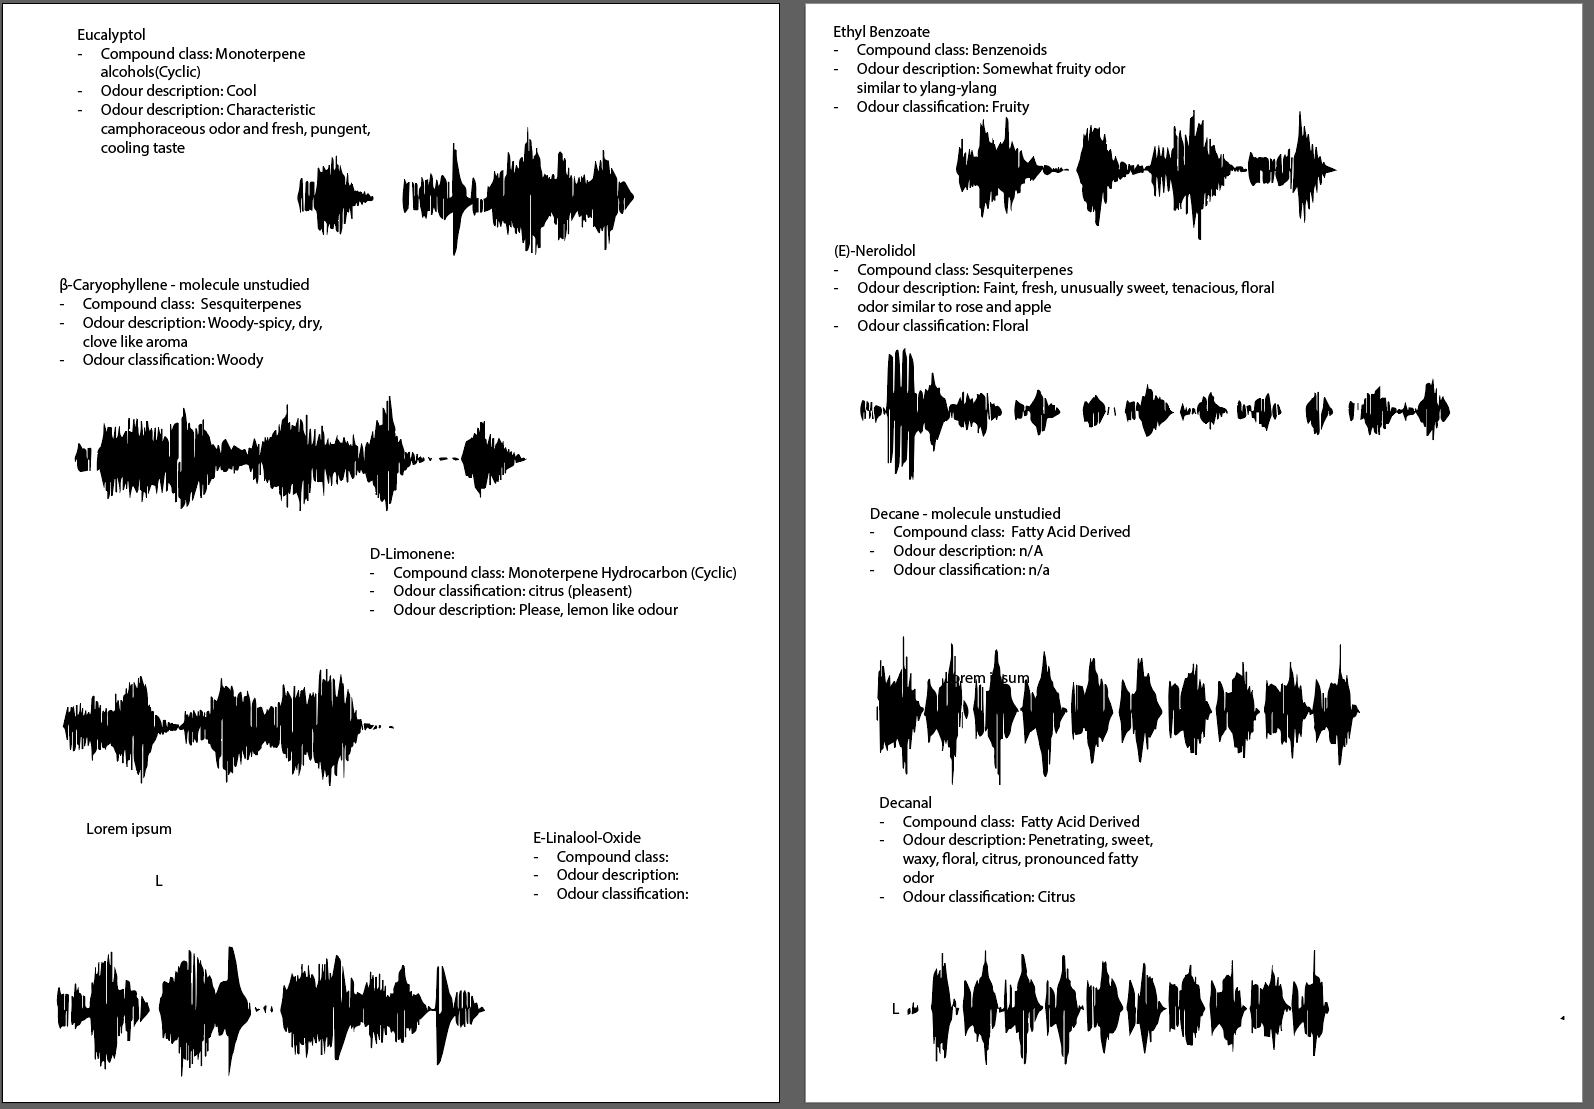 Eucalyptol
- Compound class: Monoterpene
alcohols(Cyclic)
- Odour description: Cool
- Odour description: Characteristic
camphoraceous odor and fresh, pungent,
cooling taste
β-Caryophyllene - molecule unstudied
- Compound class: Sesquiterpenes
- Odour description: Woody-spicy, dry,
clove like aroma
- Odour classification: Woody
D-Limonene:
- Compound class: Monoterpene Hydrocarbon (Cyclic)
- Odour classification: citrus (pleasent)
- Odour description: Please, lemon like odour
Lorem ipsum
L
E-Linalool-Oxide
- Compound class:
- Odour description:
- Odour classification:
Ethyl Benzoate
- Compound class: Benzenoids
- Odour description: Somewhat fruity odor
similar to ylang-ylang
- Odour classification: Fruity
(E)-Nerolidol
- Compound class: Sesquiterpenes
- Odour description: Faint, fresh, unusually sweet, tenacious, floral
odor similar to rose and apple
- Odour classification: Floral
Decane - molecule unstudied
- Compound class: Fatty Acid Derived
- Odour description: n/A
- Odour classification: n/a
Lorem ipsum
Decanal
- Compound class: Fatty Acid Derived
- Odour description: Penetrating, sweet,
waxy, floral, citrus, pronounced fatty
odor
- Odour classification: Citrus
L